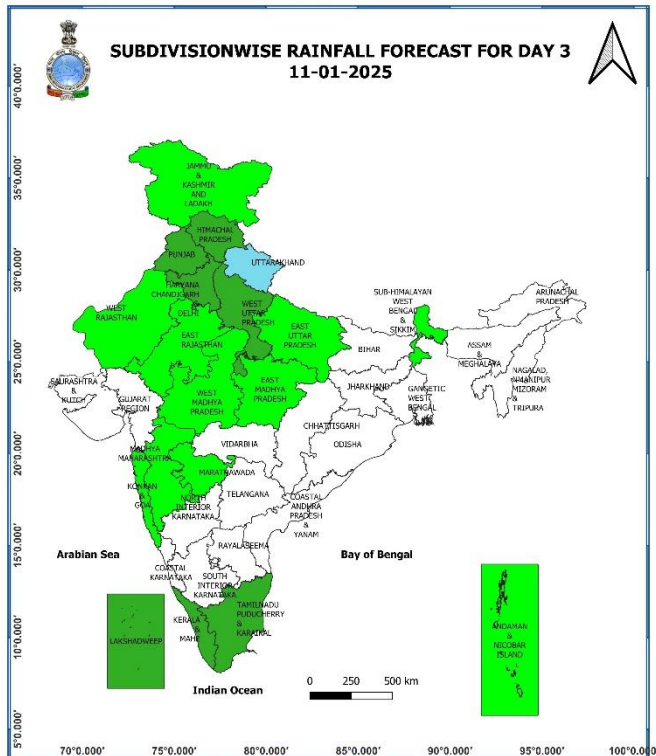 SUBDIVISIONWISE RAINFALL FORECAST FOR DAY 3
11-01-2025
40°0.000'
35°0.000'
30°0.000'
25°0.000'
20°0.000'
15°0.000'
10°0.000'
5°0.000'
JAMMU
&
KASHMIR
AND
LADAKH
HIMACHAL
PRADESH
PUNJAB
UTTARAKHAND
HARYANA
CHANDIGARH
&
DELHI
WEST
RAJASTHAN
WEST
UTTAR
PRADESH
EAST
RAJASTHAN
EAST
UTTAR
PRADESH
SUB-HIMALAYAN
WEST
BENGAL
&
SIKKIM
ARUNACHAL
PRADESH
BIHAR
ASSAM
&
MEGHALAYA
NAGALAD,
MANIPUR
MIZORAM
&
TRIPURA
SAURASHTRA
&
KUTCH
GUJARAT
REGION
WEST
MADHYA
PRADESH
EAST
MADHYA
PRADESH
JHARKHAND
GANGETIC
WEST
BENGAL
CHHATTISGARH
ODISHA
VIDARBHA
MADHYA
MAHARASHTRA
MARATHAWADA
KONKAN
&
GOA
NORTH
INTERIOR
KARNATAKA
TELANGANA
COASTAL
ANDHRA
PRADESH
&
YANAM
RAYALASEEMA
Arabian Sea
Bay of Bengal
COASTAL
KARNATAKA
SOUTH
INTERIOR
KARNATAKA
TAMILNADU
PUDUCHERRY
&
KARAIKAL
KERALA
&
MAHE
LAKSHADWEEP
ANDAMAN
&
NICOBAR
ISLAND
Indian Ocean
0 250 500 km
70°0.000' 75°0.000' 80°0.000' 85°0.000' 90°0.000' 95°0.000' 100°0.000'